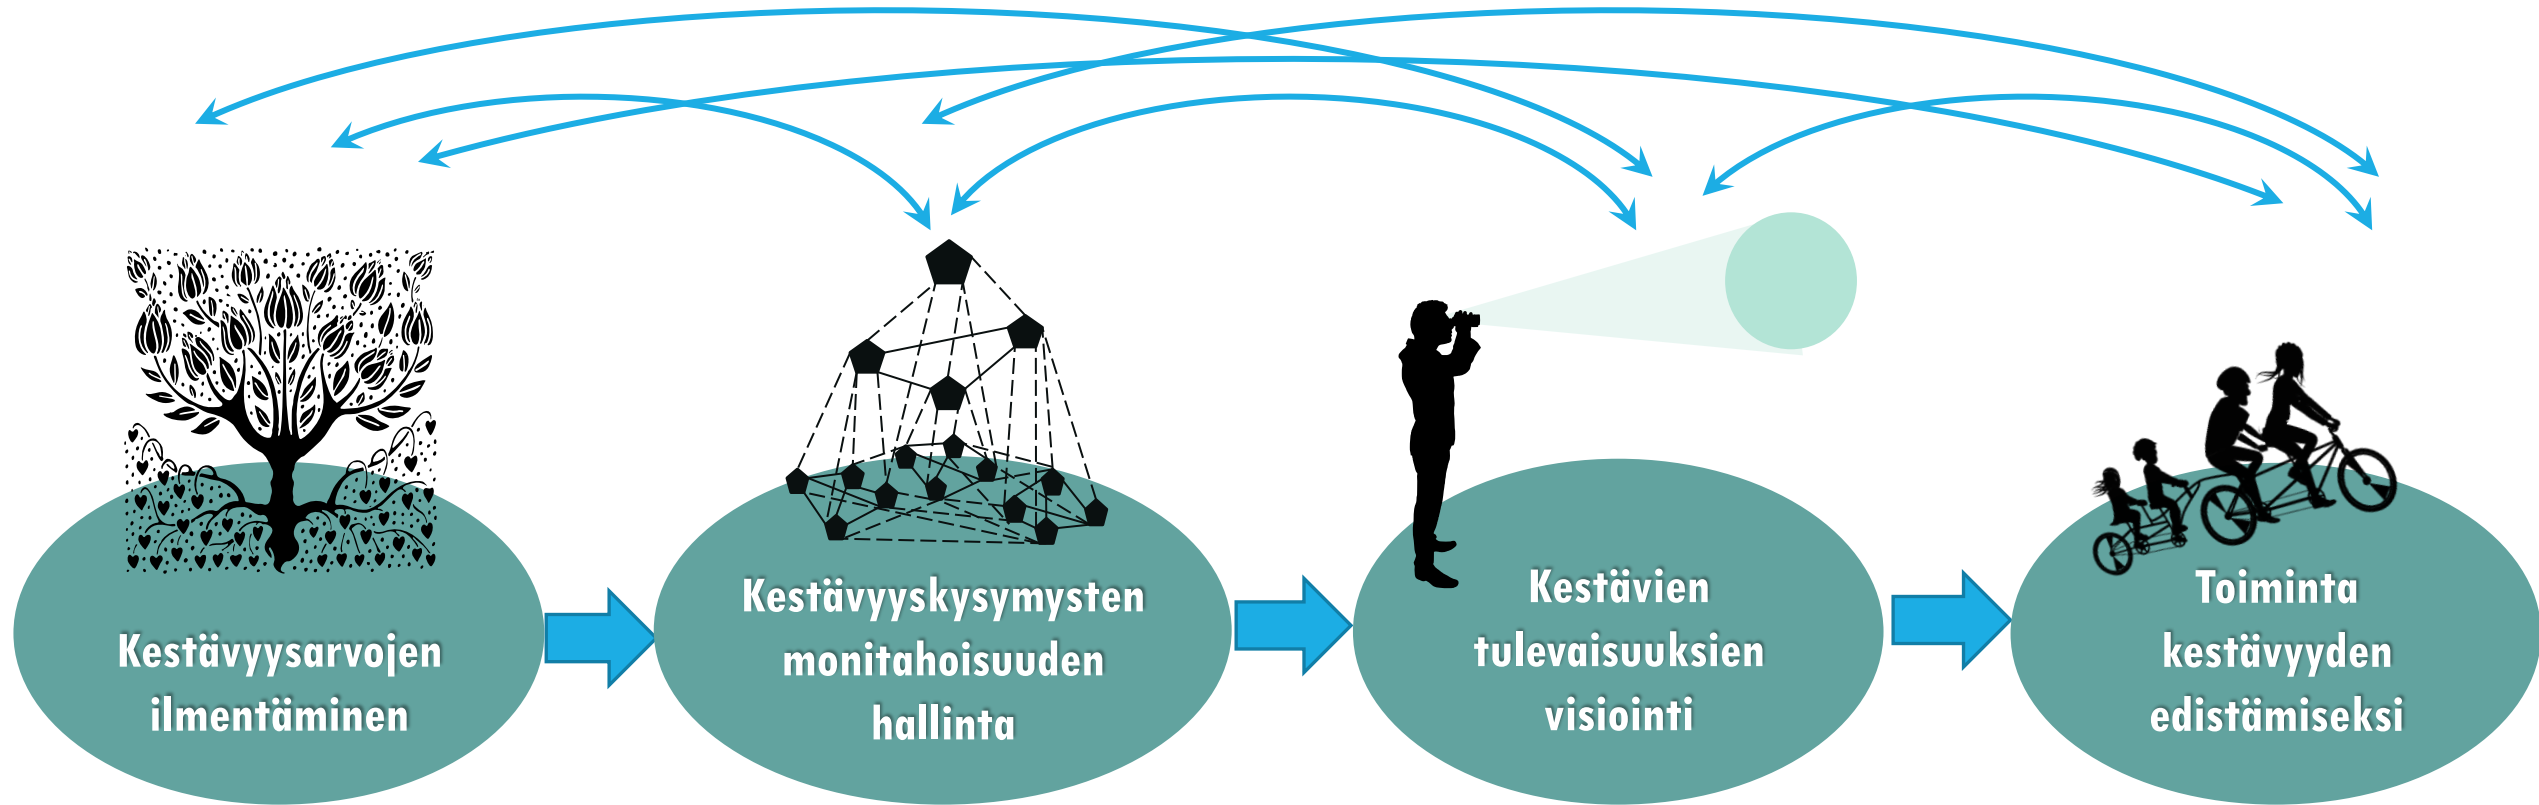 Kestävyysarvojen
ilmentäminen
Kestävyyskysymysten
monitahoisuuden
hallinta
Kestävien
tulevaisuuksien
visiointi
Toiminta
kestävyyden
edistämiseksi